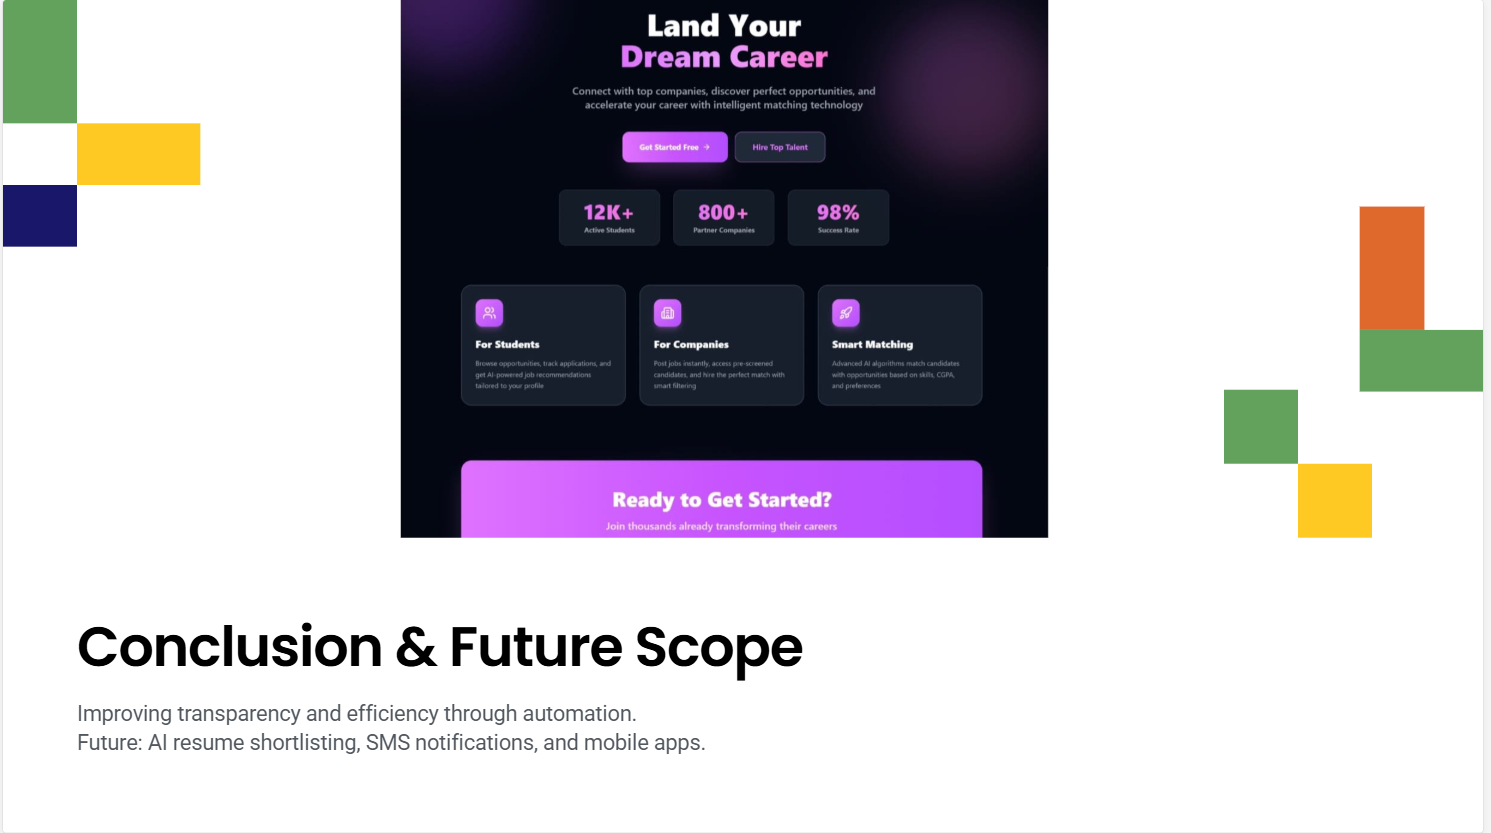 Land Your
Dream Career
Connect with top companies, discover perfect opportunities, and
accelerate your career with intelligent matching technology
Get Started Free →
Hire Top Talent
12K+
Active Students
800+
Partner Companies
98%
Success Rate
For Students
Browse opportunities, track applications, and
get AI-powered job recommendations
tailored to your profile
For Companies
Post jobs instantly, access pre-screened
candidates, and hire the perfect match with
smart filtering
Smart Matching
Advanced AI algorithms match candidates
with opportunities based on skills, CGPA,
and preferences
Ready to Get Started?
Join thousands already transforming their careers
Conclusion & Future Scope
Improving transparency and efficiency through automation.
Future: AI resume shortlisting, SMS notifications, and mobile apps.